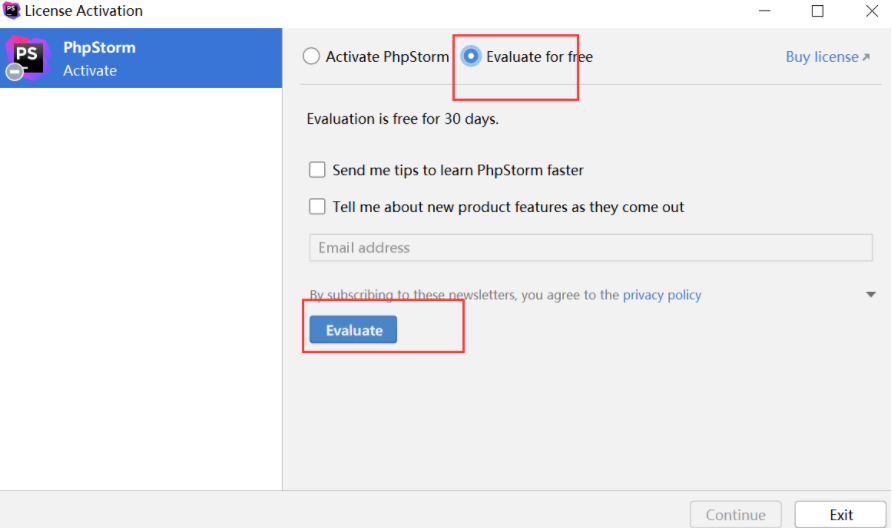 License Activation
PS
PhpStorm
Activate
Activate PhpStorm
Evaluate for free
Buy license
Evaluation is free for 30 days.
Send me tips to learn PhpStorm faster
Tell me about new product features as they come out
Email address
By subscribing to these newsletters, you agree to the privacy policy
Evaluate
Continue
Exit